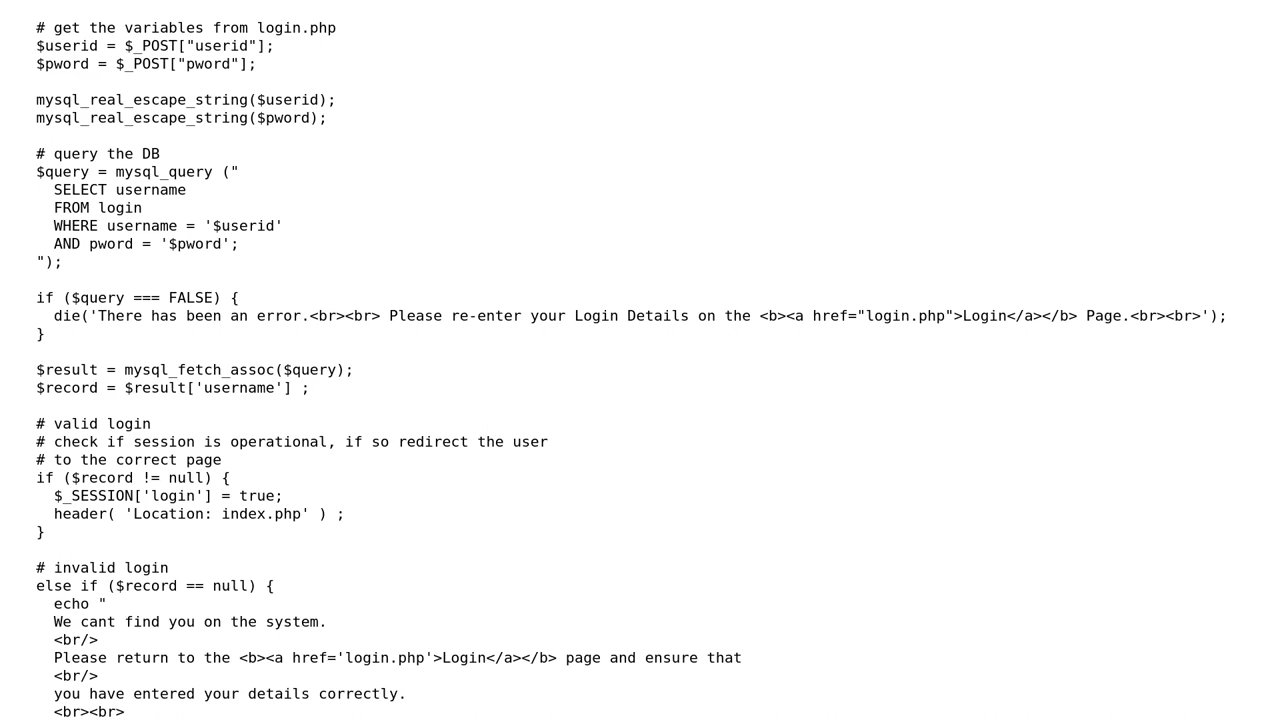 # get the variables from login.php
$userid = $_POST["userid"];
$pword = $_POST["pword"];

mysql_real_escape_string($userid);
mysql_real_escape_string($pword);

# query the DB
$query = mysql_query ("
  SELECT username
  FROM login
  WHERE username = '$userid'
  AND pword = '$pword';
");

if ($query === FALSE) {
  die('There has been an error.<br><br> Please re-enter your Login Details on the <b><a href="login.php">Login</a></b> Page.<br><br>');
}

$result = mysql_fetch_assoc($query);
$record = $result['username'] ;

# valid login
# check if session is operational, if so redirect the user
# to the correct page
if ($record != null) {
  $_SESSION['login'] = true;
  header( 'Location: index.php' ) ;
}

# invalid login
else if ($record == null) {
  echo "
  We cant find you on the system.
  <br/>
  Please return to the <b><a href='login.php'>Login</a></b> page and ensure that
  <br/>
  you have entered your details correctly.
  <br><br>